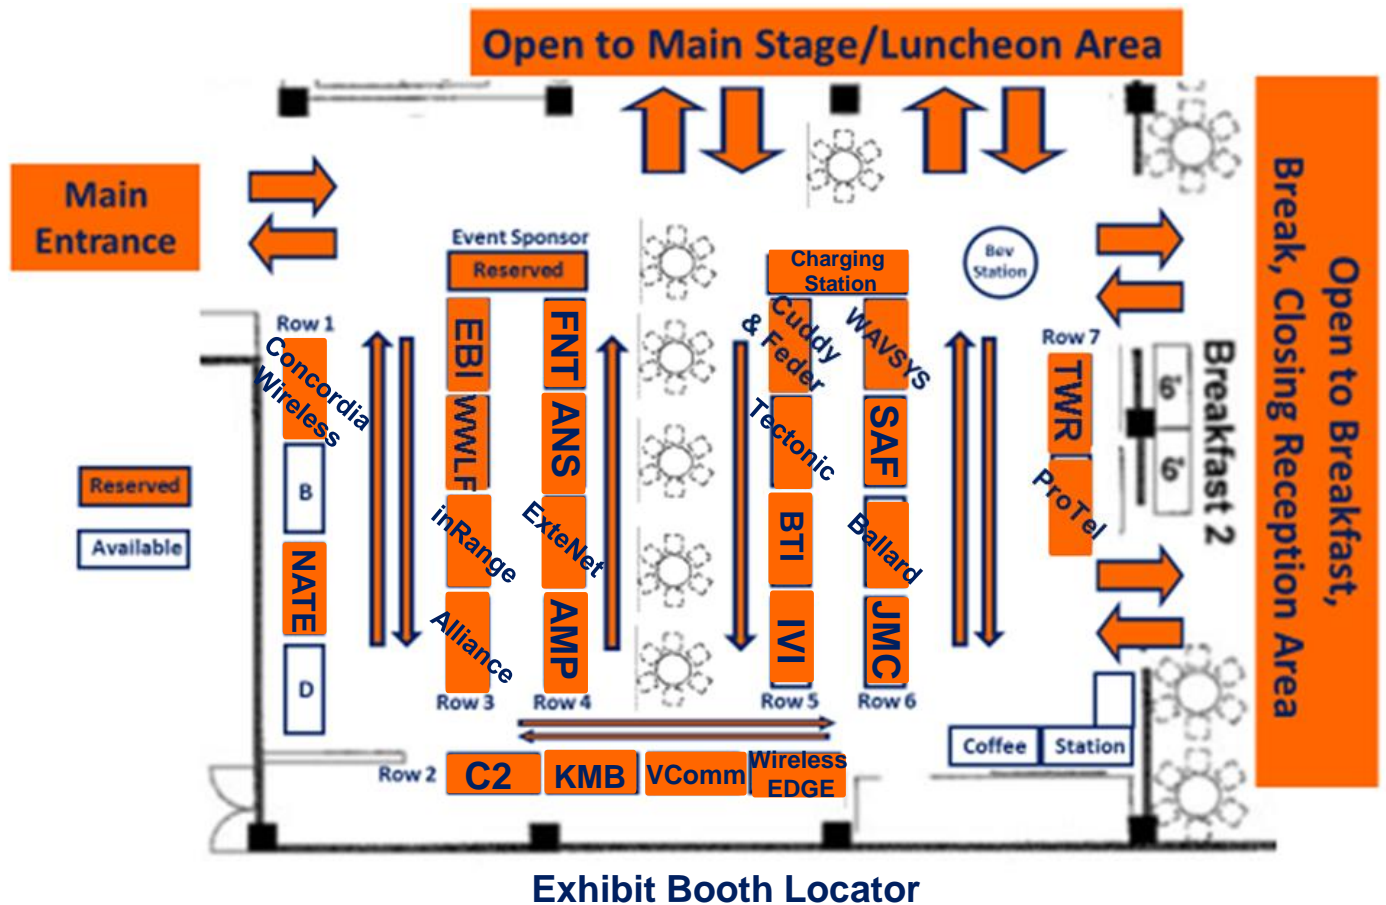 Open to Main Stage/Luncheon Area
Main
Entrance
Open to Breakfast,
Break, Closing Reception Area
Event Sponsor
Reserved
Charging
Station
Bev
Station
Row 1
Concordia
Wireless
B
NATE
D
Reserved
Available
EBI
WWLF
inRange
Alliance
Row 3
FNT
ANS
ExteNet
AMP
Row 4
Cuddy
& Feder
Tectonic
BTI
IVI
Row 5
WAVSYS
SAF
Ballard
JMC
Row 6
Row 7
TWR
ProTel
6'
6'
Breakfast 2
Coffee
Station
Row 2
C2
KMB
VComm
Wireless
EDGE
Exhibit Booth Locator